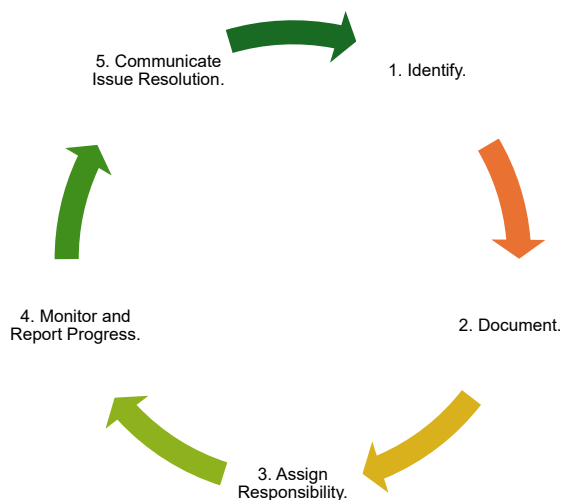 1. Identify.
2. Document.
3. Assign
Responsibility.
4. Monitor and
Report Progress.
5. Communicate
Issue Resolution.